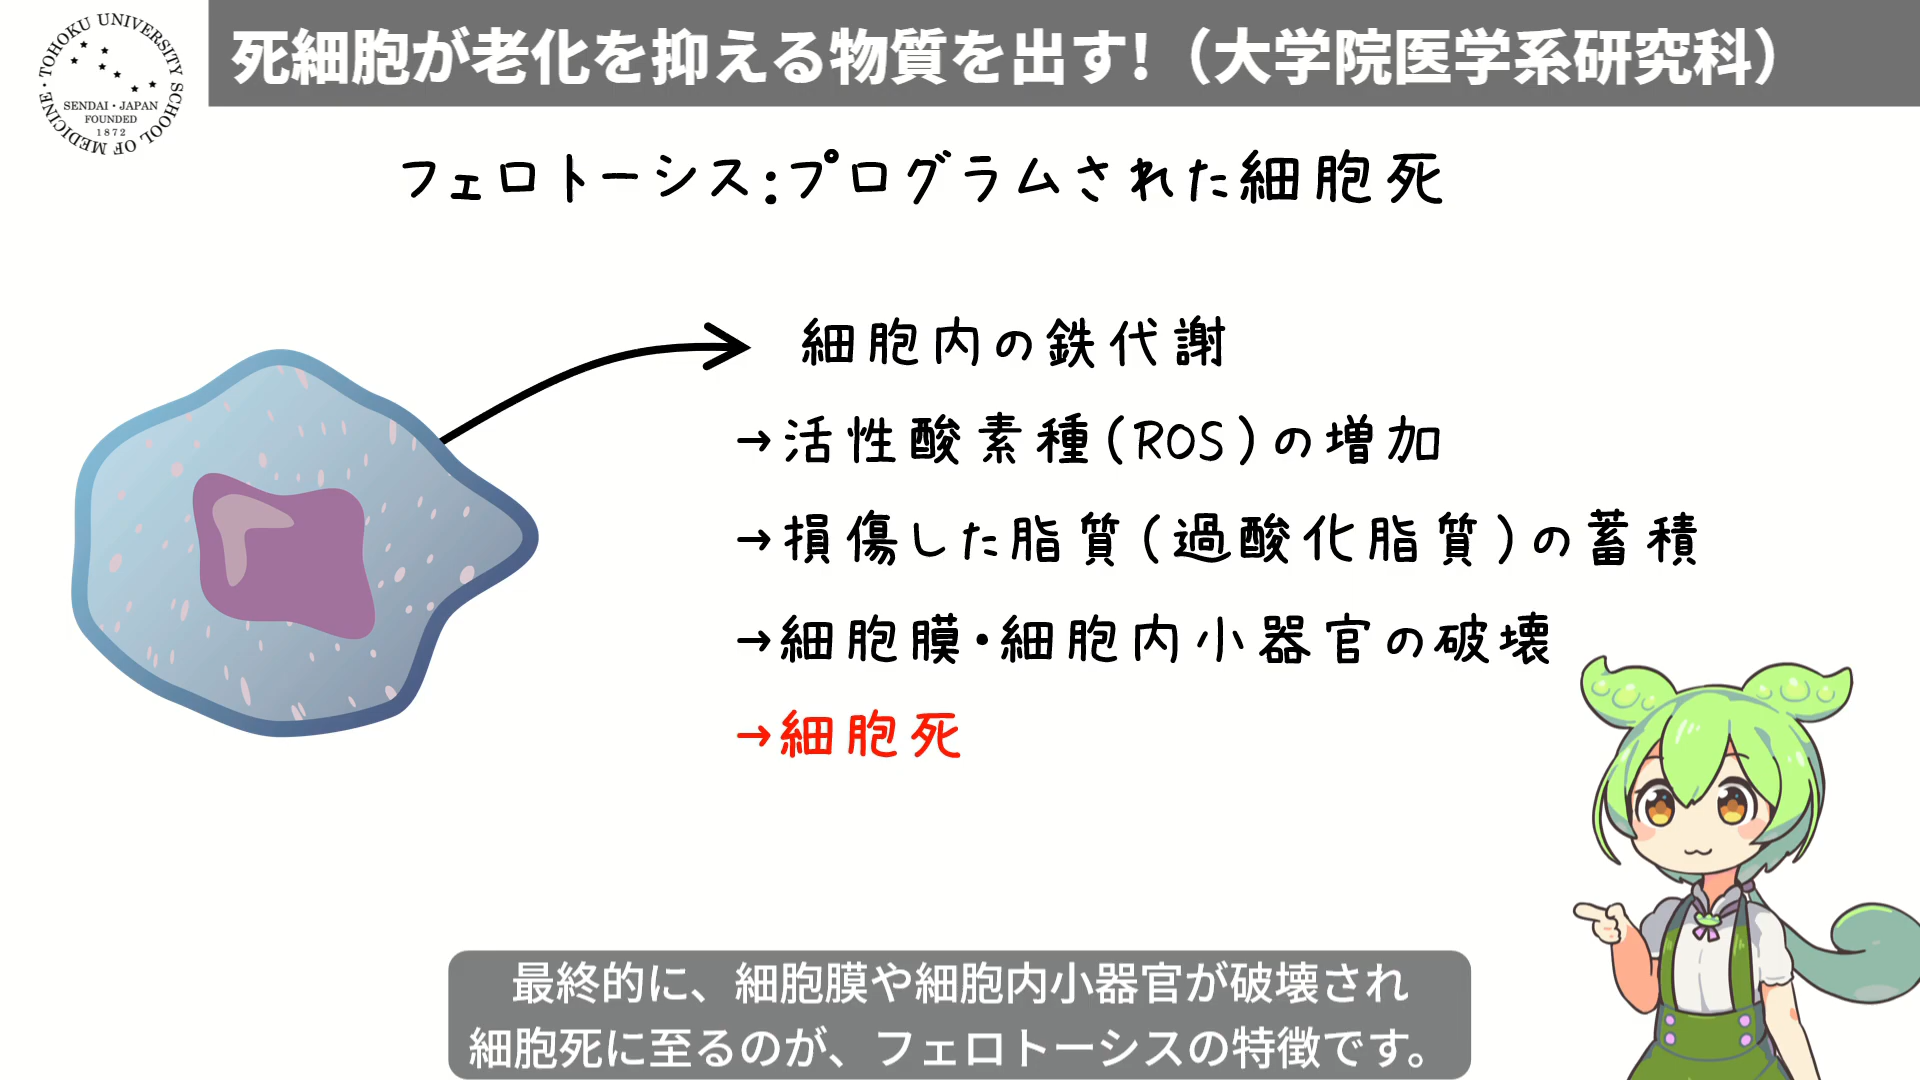 TOHOKU UNIVERSITY SCHOOL OF MEDICINE
SENDAI・JAPAN
FOUNDED
1872
死細胞が老化を抑える物質を出す!（大学院医学系研究科）
フェロトーシス:プログラムされた細胞死
細胞内の鉄代謝
→活性酸素種(ROS)の増加
→損傷した脂質(過酸化脂質)の蓄積
→細胞膜・細胞内小器官の破壊
→細胞死
最終的に、細胞膜や細胞内小器官が破壊され
細胞死に至るのが、フェロトーシスの特徴です。